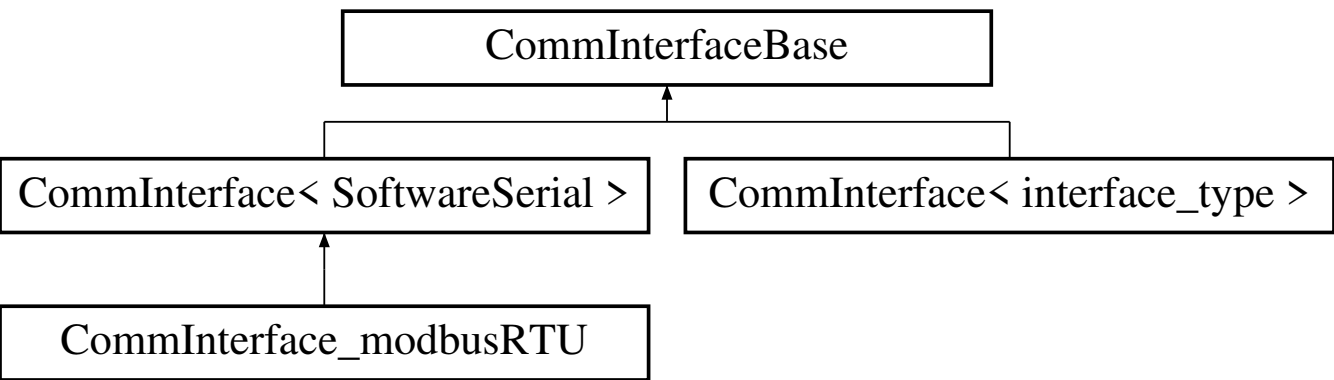 CommInterfaceBase
CommInterface< SoftwareSerial >
CommInterface< interface_type >
CommInterface_modbusRTU